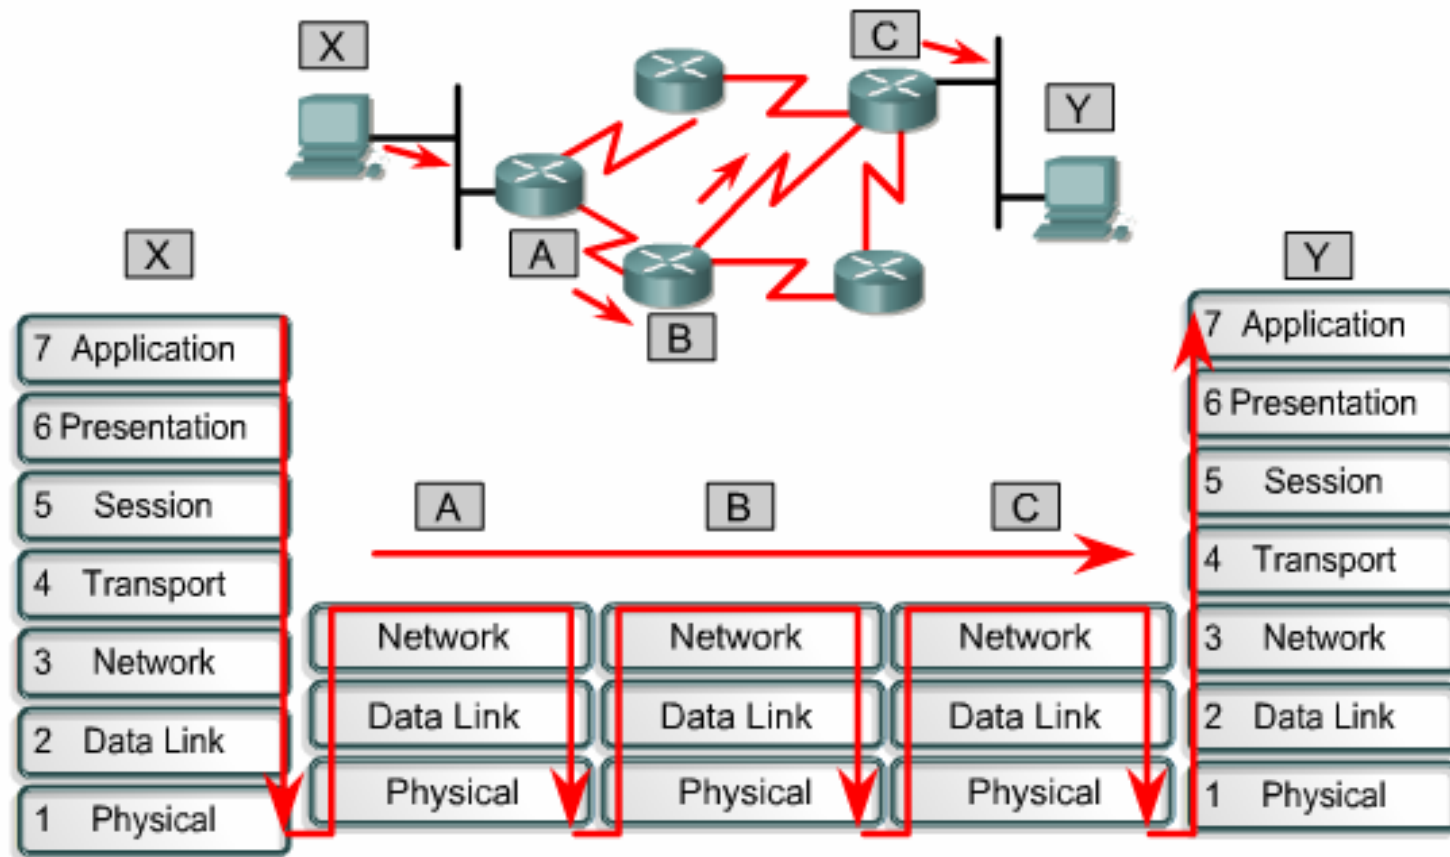 X
C
Y
A
B
X
Y
7 Application
6 Presentation
5 Session
4 Transport
3 Network
2 Data Link
1 Physical
A
B
C
Network
Data Link
Physical
Network
Data Link
Physical
Network
Data Link
Physical
7 Application
6 Presentation
5 Session
4 Transport
3 Network
2 Data Link
1 Physical